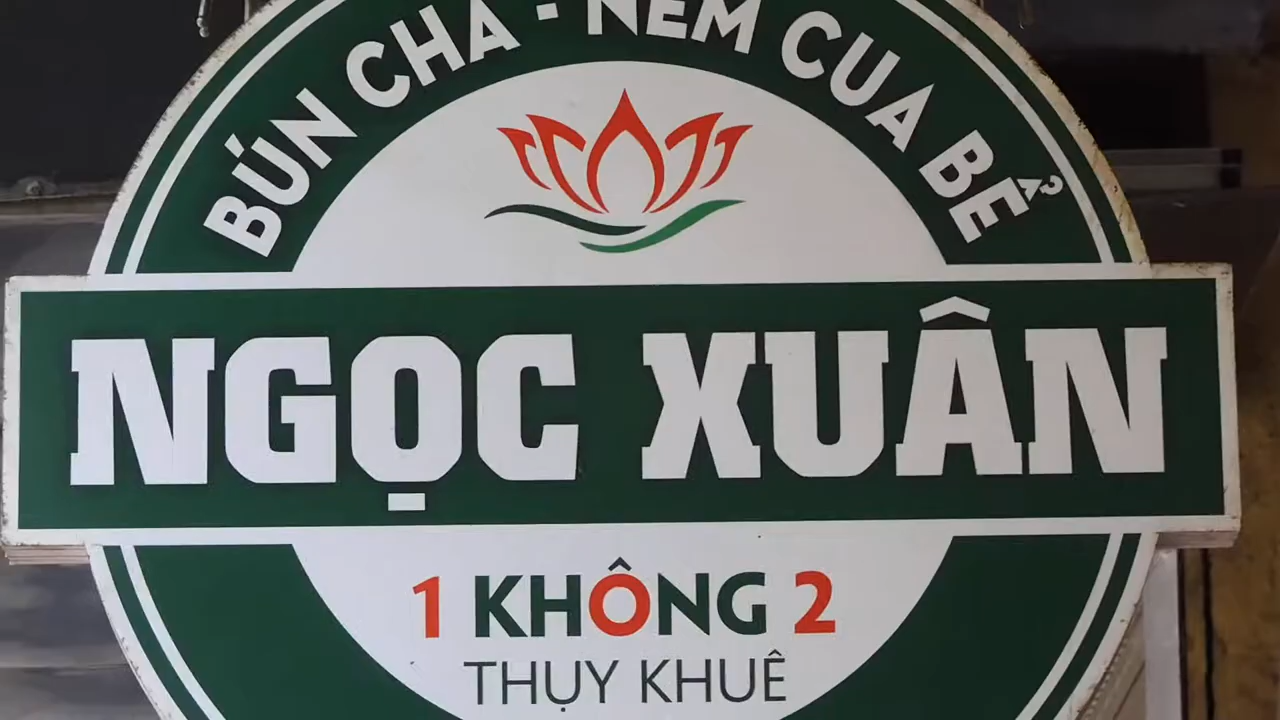 BÚN CHẢ - NEM CUA BỂ
NGỌC XUÂN
1 KHÔNG 2
THỤY KHUÊ